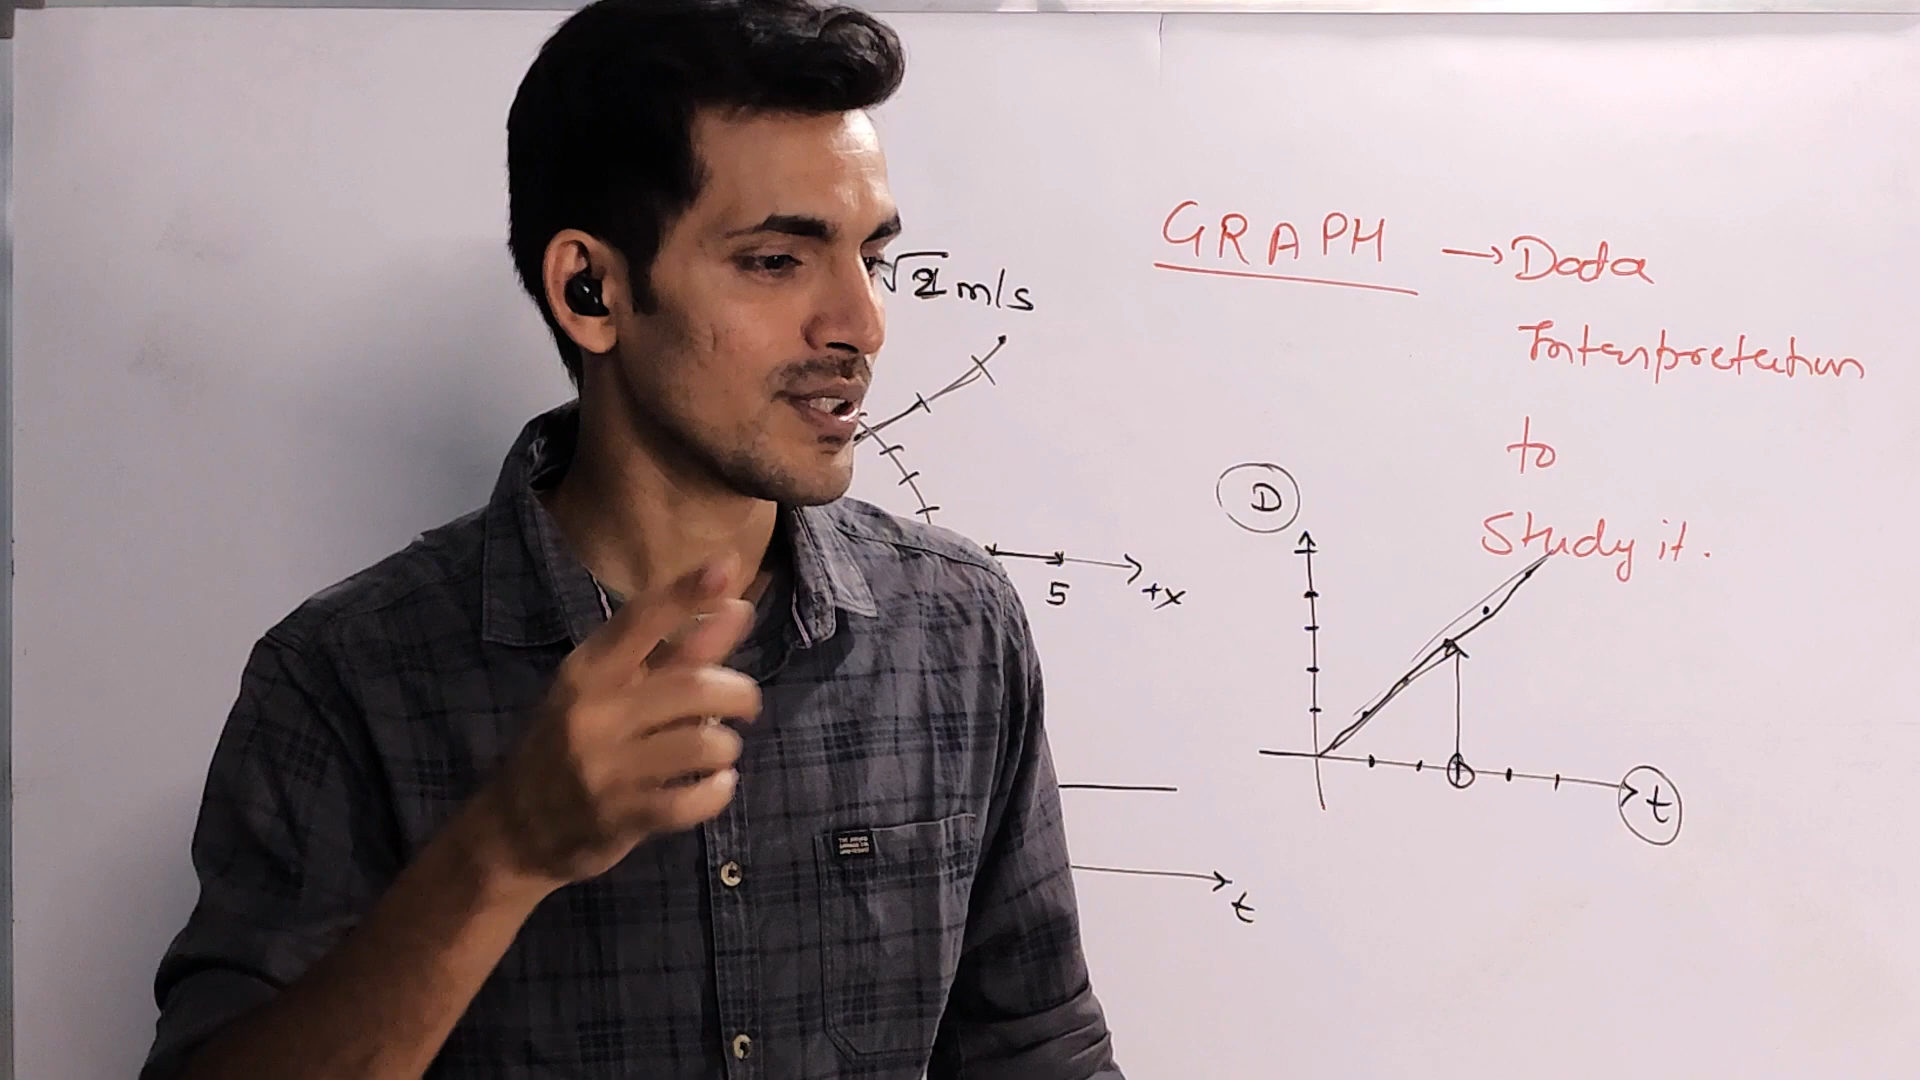 GRAPH → Data
Interpretation
to
Study it.
√2 m/s
D
5
+x
t
t